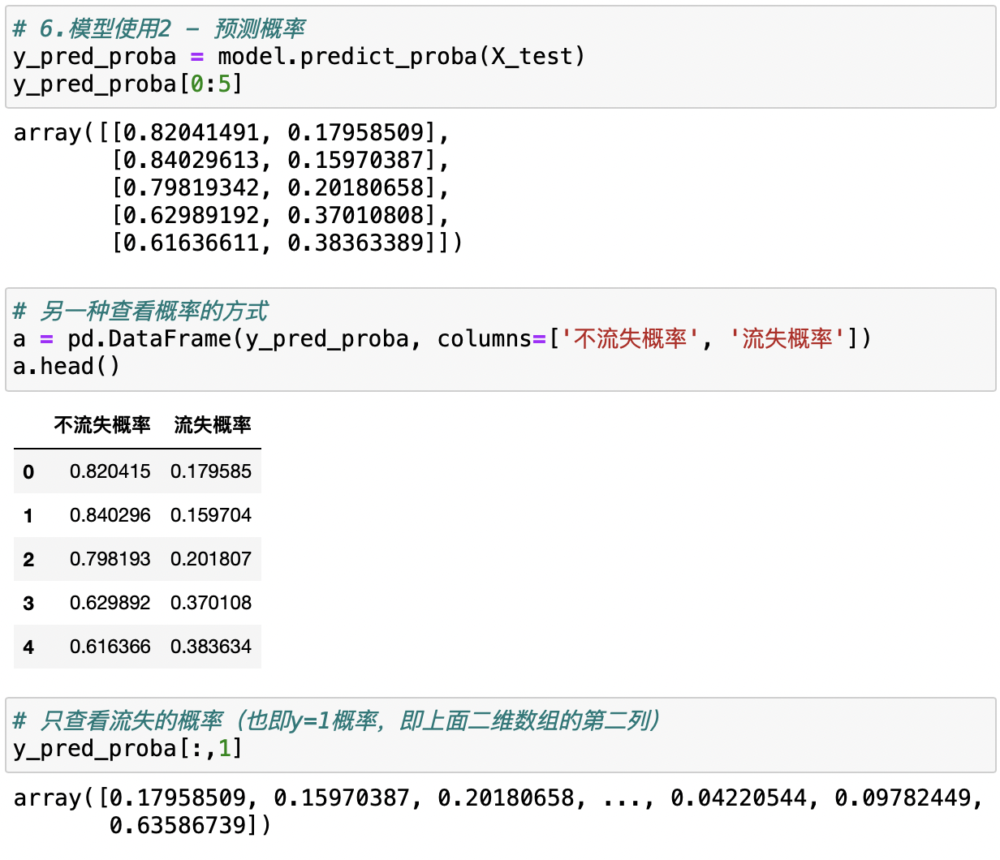 # 6.模型使用2 - 预测概率
y_pred_proba = model.predict_proba(X_test)
y_pred_proba[0:5]
array([[0.82041491, 0.17958509],
[0.84029613, 0.15970387],
[0.79819342, 0.20180658],
[0.62989192, 0.37010808],
[0.61636611, 0.38363389]])
# 另一种查看概率的方式
a = pd.DataFrame(y_pred_proba, columns=['不流失概率', '流失概率'])
a.head()
不流失概率 流失概率
0 0.820415 0.179585
1 0.840296 0.159704
2 0.798193 0.201807
3 0.629892 0.370108
4 0.616366 0.383634
# 只查看流失的概率（也即y=1概率，即上面二维数组的第二列）
y_pred_proba[:,1]
array([0.17958509, 0.15970387, 0.20180658, ..., 0.04220544, 0.09782449,
0.63586739])